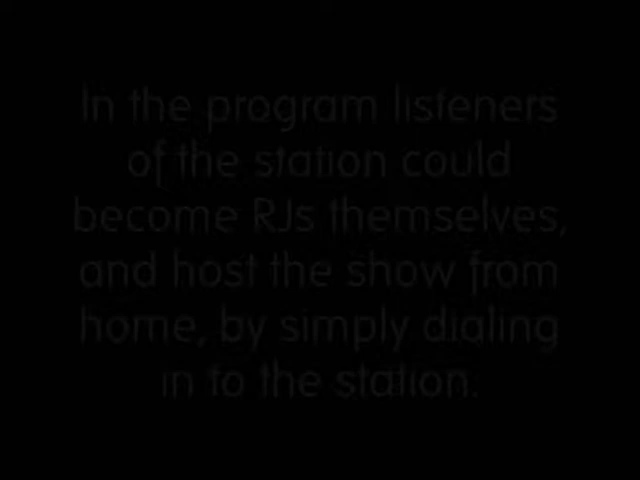 In the program listeners
of the station could
become RJs themselves,
and host the show from
home, by simply dialing
in to the station.